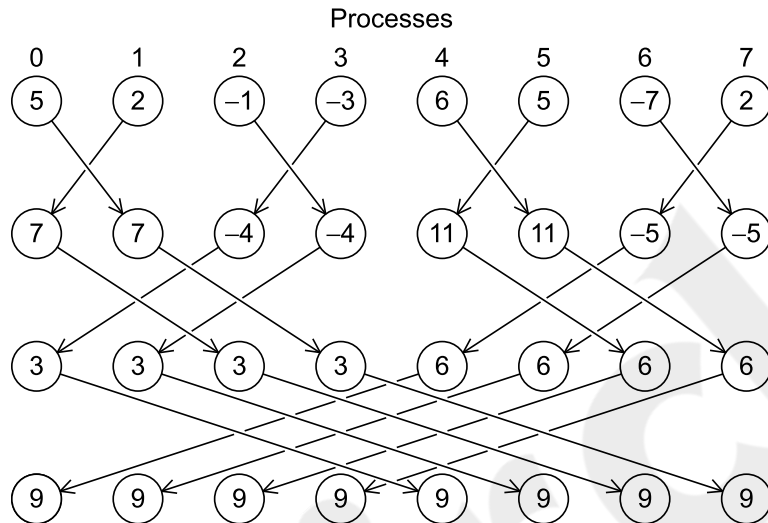 Processes
0 1 2 3 4 5 6 7
5 2 –1 –3 6 5 –7 2
7 7 –4 –4 11 11 –5 –5
3 3 3 3 6 6 6 6
9 9 9 9 9 9 9 9